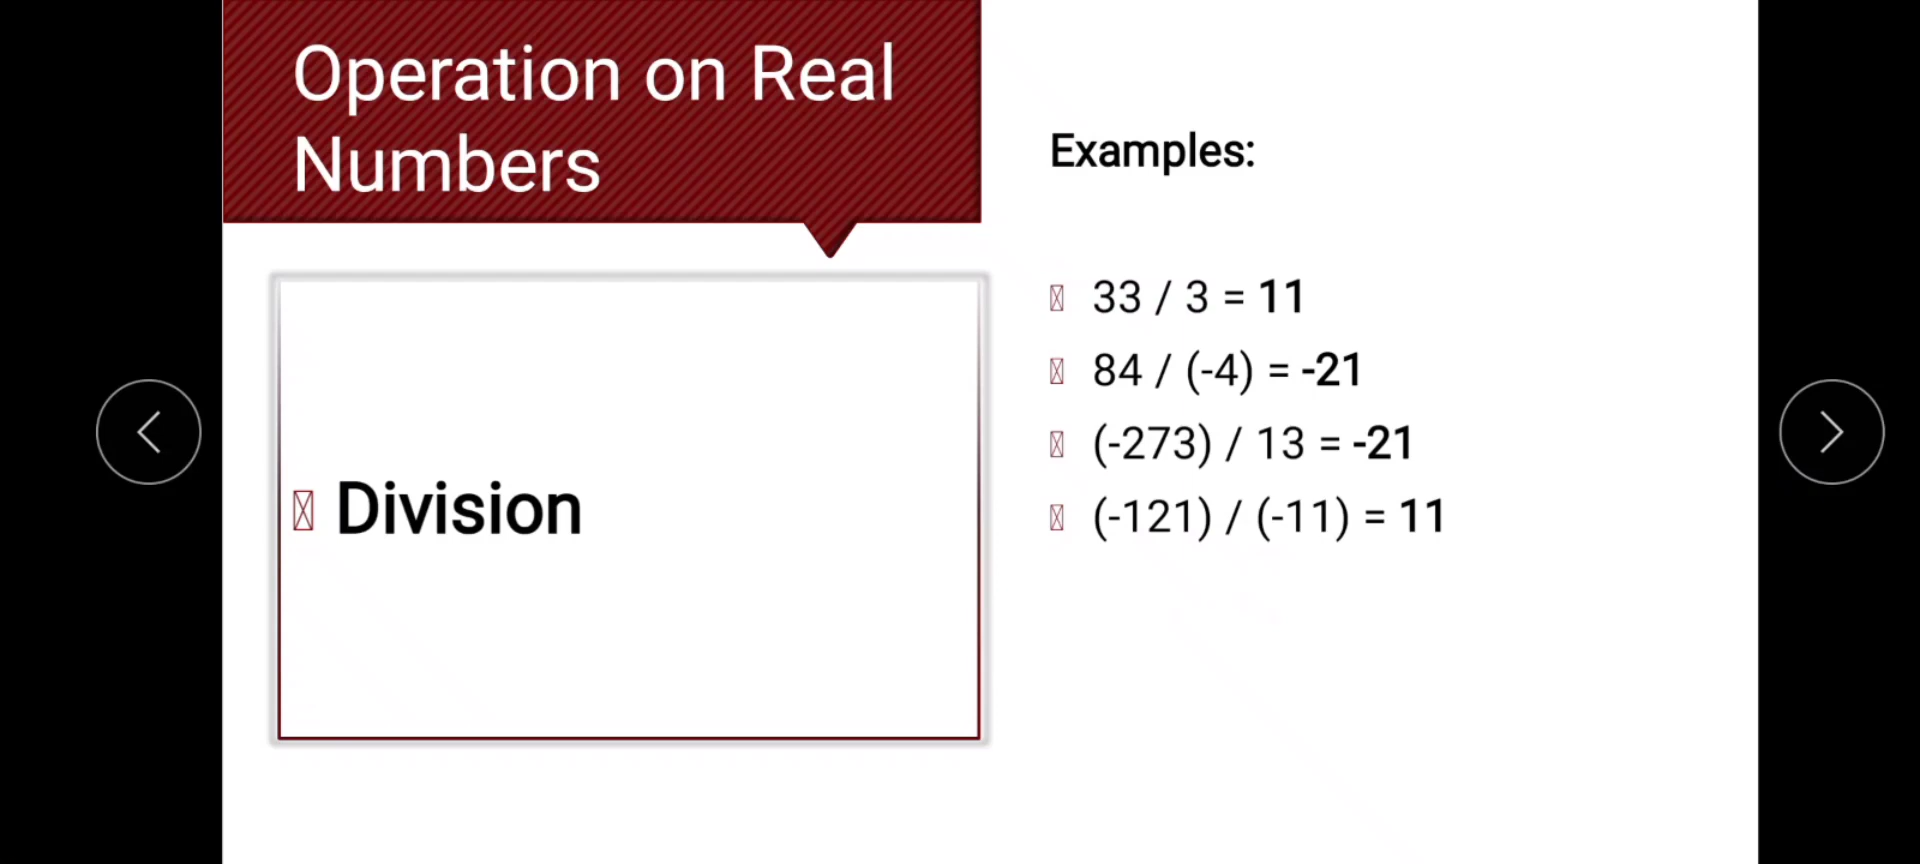 Operation on Real
Numbers
Division
Examples:
33 / 3 = 11
84 / (-4) = -21
(-273) / 13 = -21
(-121) / (-11) = 11